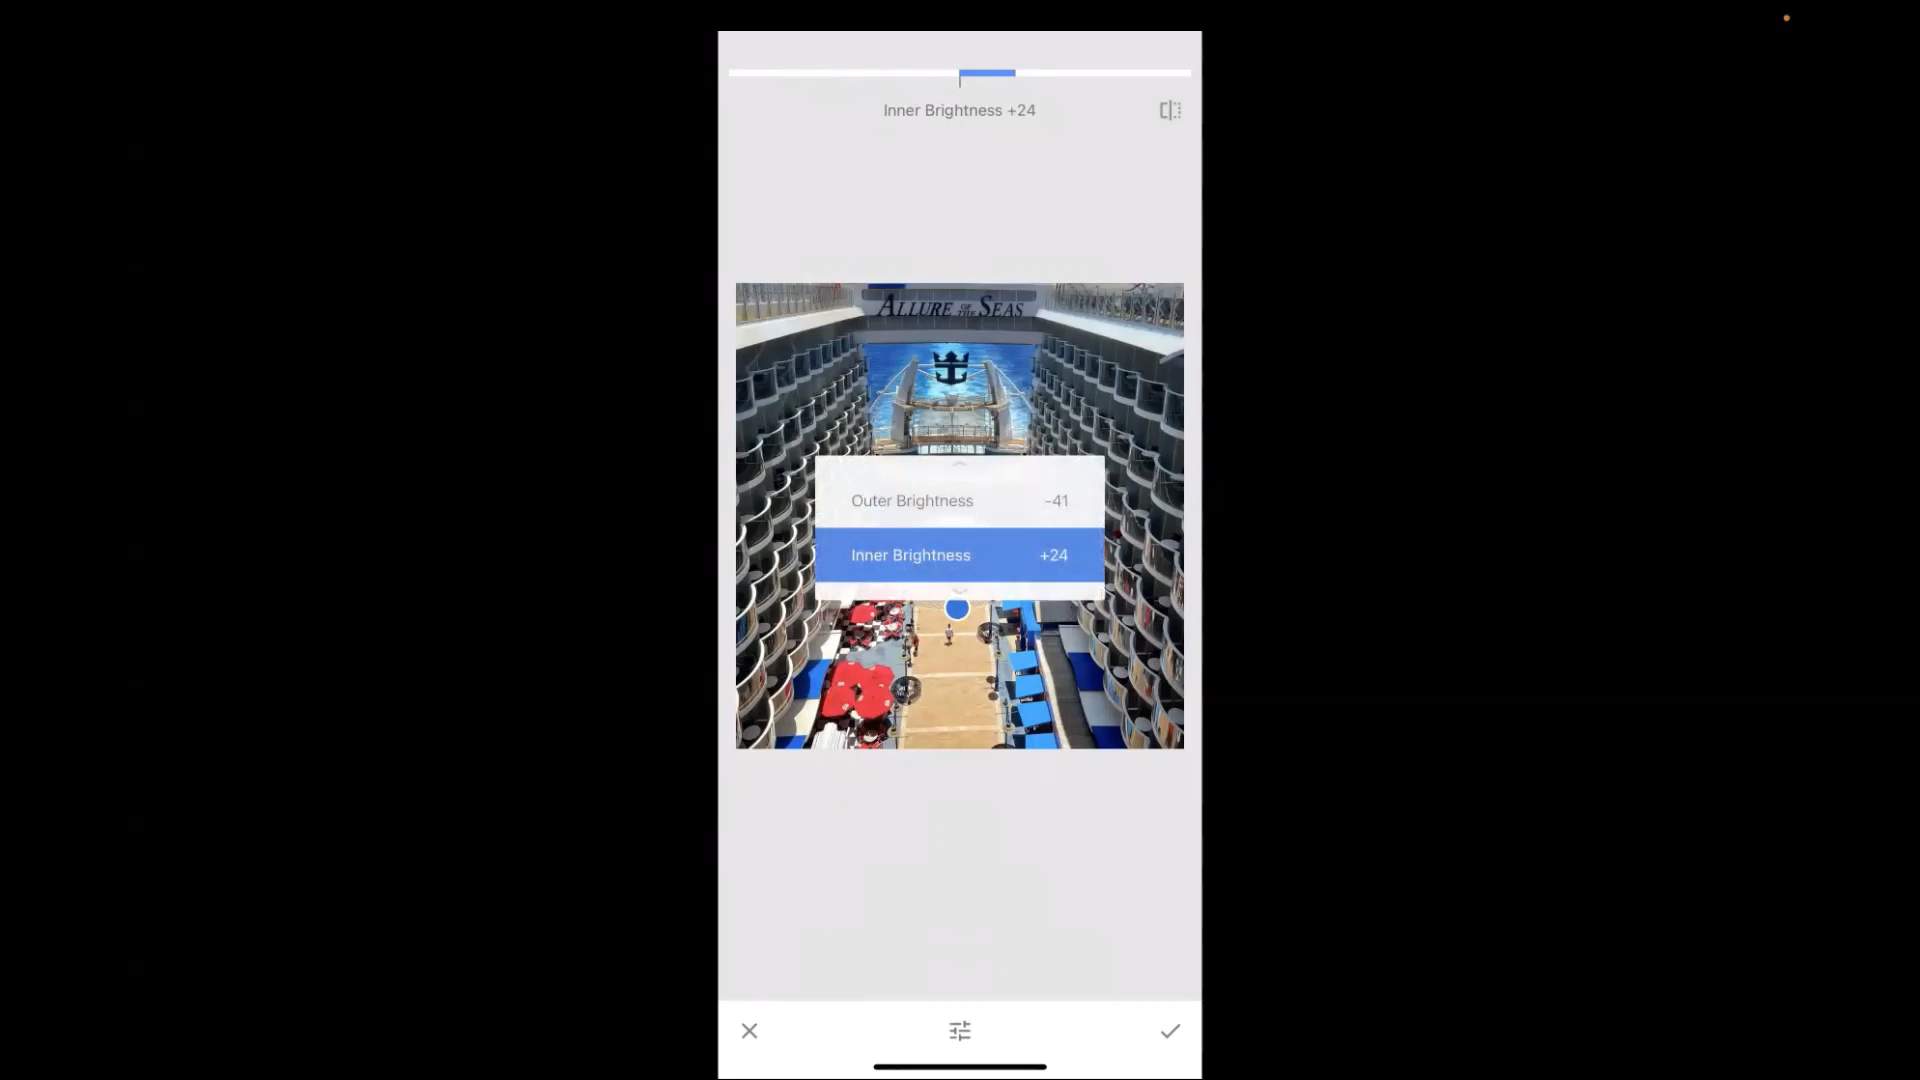 Inner Brightness +24
ALLURE OF THE SEAS
Outer Brightness -41
Inner Brightness +24